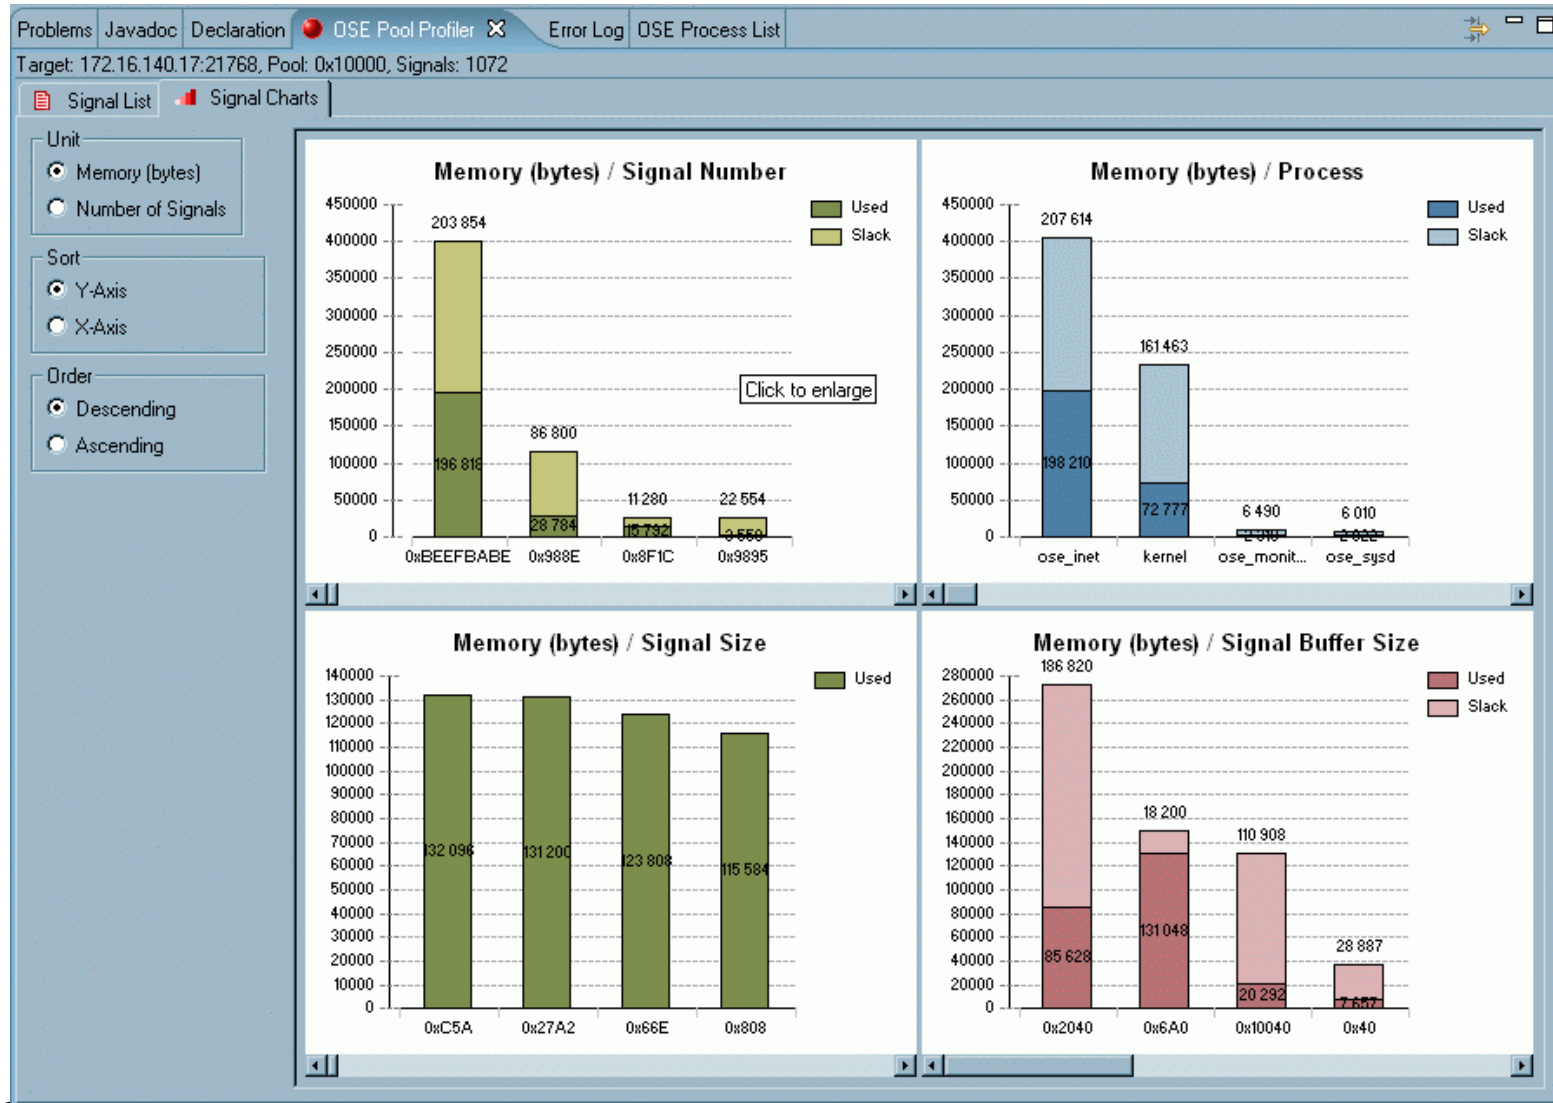 Problems Javadoc Declaration OSE Pool Profiler Error Log OSE Process List
Target: 172.16.140.17:21768, Pool: 0x10000, Signals: 1072
Signal List Signal Charts
Unit
Memory (bytes)
Number of Signals
Sort
Y-Axis
X-Axis
Order
Descending
Ascending
Memory (bytes) / Signal Number
Used
Slack
450000
400000
350000
300000
250000
200000
150000
100000
50000
0
203 854
196 818
86 800
28 784
11 280
15 792
22 554
0xBEEFBABE 0x988E 0x8F1C 0x9895
Click to enlarge
Memory (bytes) / Process
Used
Slack
450000
400000
350000
300000
250000
200000
150000
100000
50000
0
207 614
198 210
161 463
72 777
6 490
6 010
ose_inet kernel ose_monit... ose_sysd
Memory (bytes) / Signal Size
Used
140000
130000
120000
110000
100000
90000
80000
70000
60000
50000
40000
30000
20000
10000
0
132 096
131 200
123 808
115 584
0xC5A 0x27A2 0x66E 0x808
Memory (bytes) / Signal Buffer Size
Used
Slack
280000
260000
240000
220000
200000
180000
160000
140000
120000
100000
80000
60000
40000
20000
0
186 820
85 628
18 200
131 048
110 908
20 292
28 887
7 657
0x2040 0x6A0 0x10040 0x40